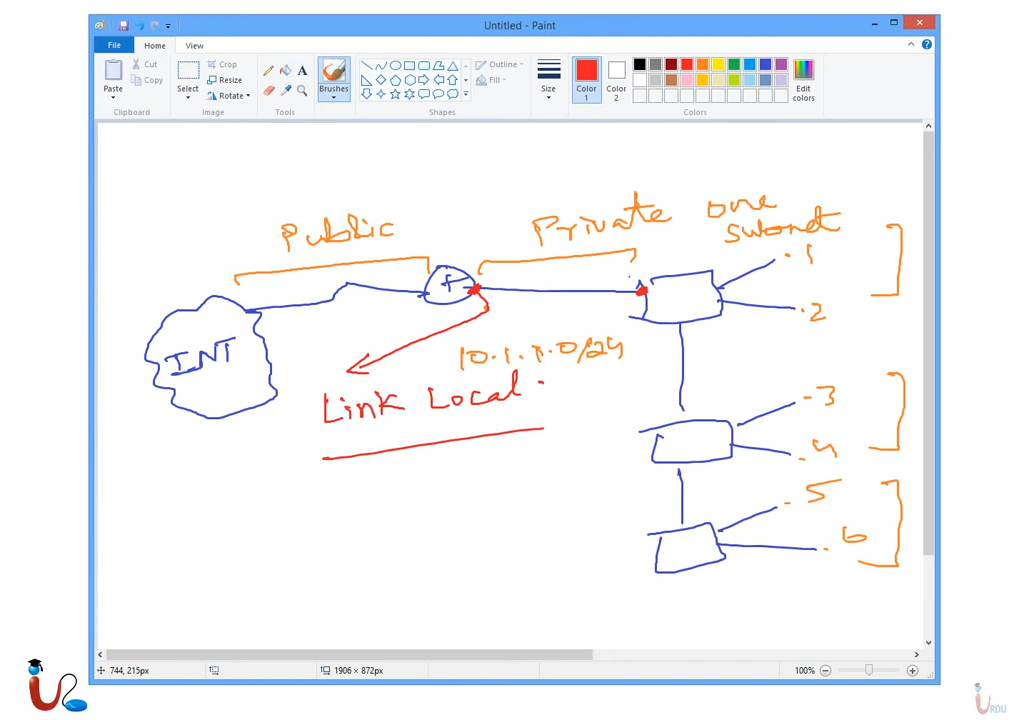 Untitled - Paint
File Home View
Cut
Copy
Paste
Clipboard
Select
Crop
Resize
Rotate
Image
Tools
Brushes
Outline
Fill
Shapes
Size
Color 1
Color 2
Edit colors
Colors
Public
Private
one
subnet
.1
.2
INT
10.1.1.0/24
Link Local
.3
.4
.5
.6
744, 215px
1906 × 872px
100%
URDU